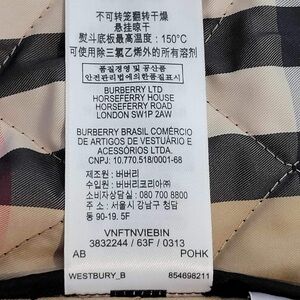 不可转笼翻转干燥
悬挂晾干
熨斗底板最高温度：150°C
可使用除三氯乙烯外的所有溶剂
품질경영 및 공산품
안전관리법에 의한품질표시
BURBERRY LTD
HORSEFERRY HOUSE
HORSEFERRY ROAD
LONDON SW1P 2AW
BURBERRY BRASIL COMÉRCIO
DE ARTIGOS DE VESTUÁRIO E
ACESSÓRIOS LTDA.
CNPJ: 10.770.518/0001-68
제조원 : 버버리
수입원 : 버버리코리아㈜
소비자상담실 : 080 700 8800
주소 : 서울시 강남구 청담
동 90-19. 5F
VNFTNVIEBIN
3832244 / 63F / 0313
AB POHK
WESTBURY_B 854698211